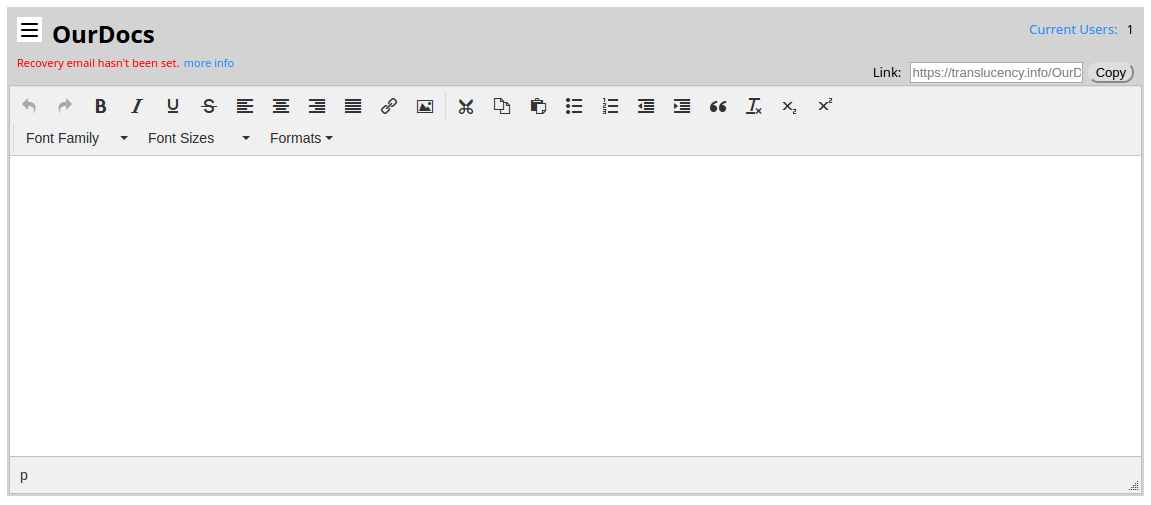 OurDocs
Current Users: 1
Recovery email hasn't been set. more info
Link: https://translucency.info/OurD Copy
B I U S
Font Family Font Sizes Formats
p